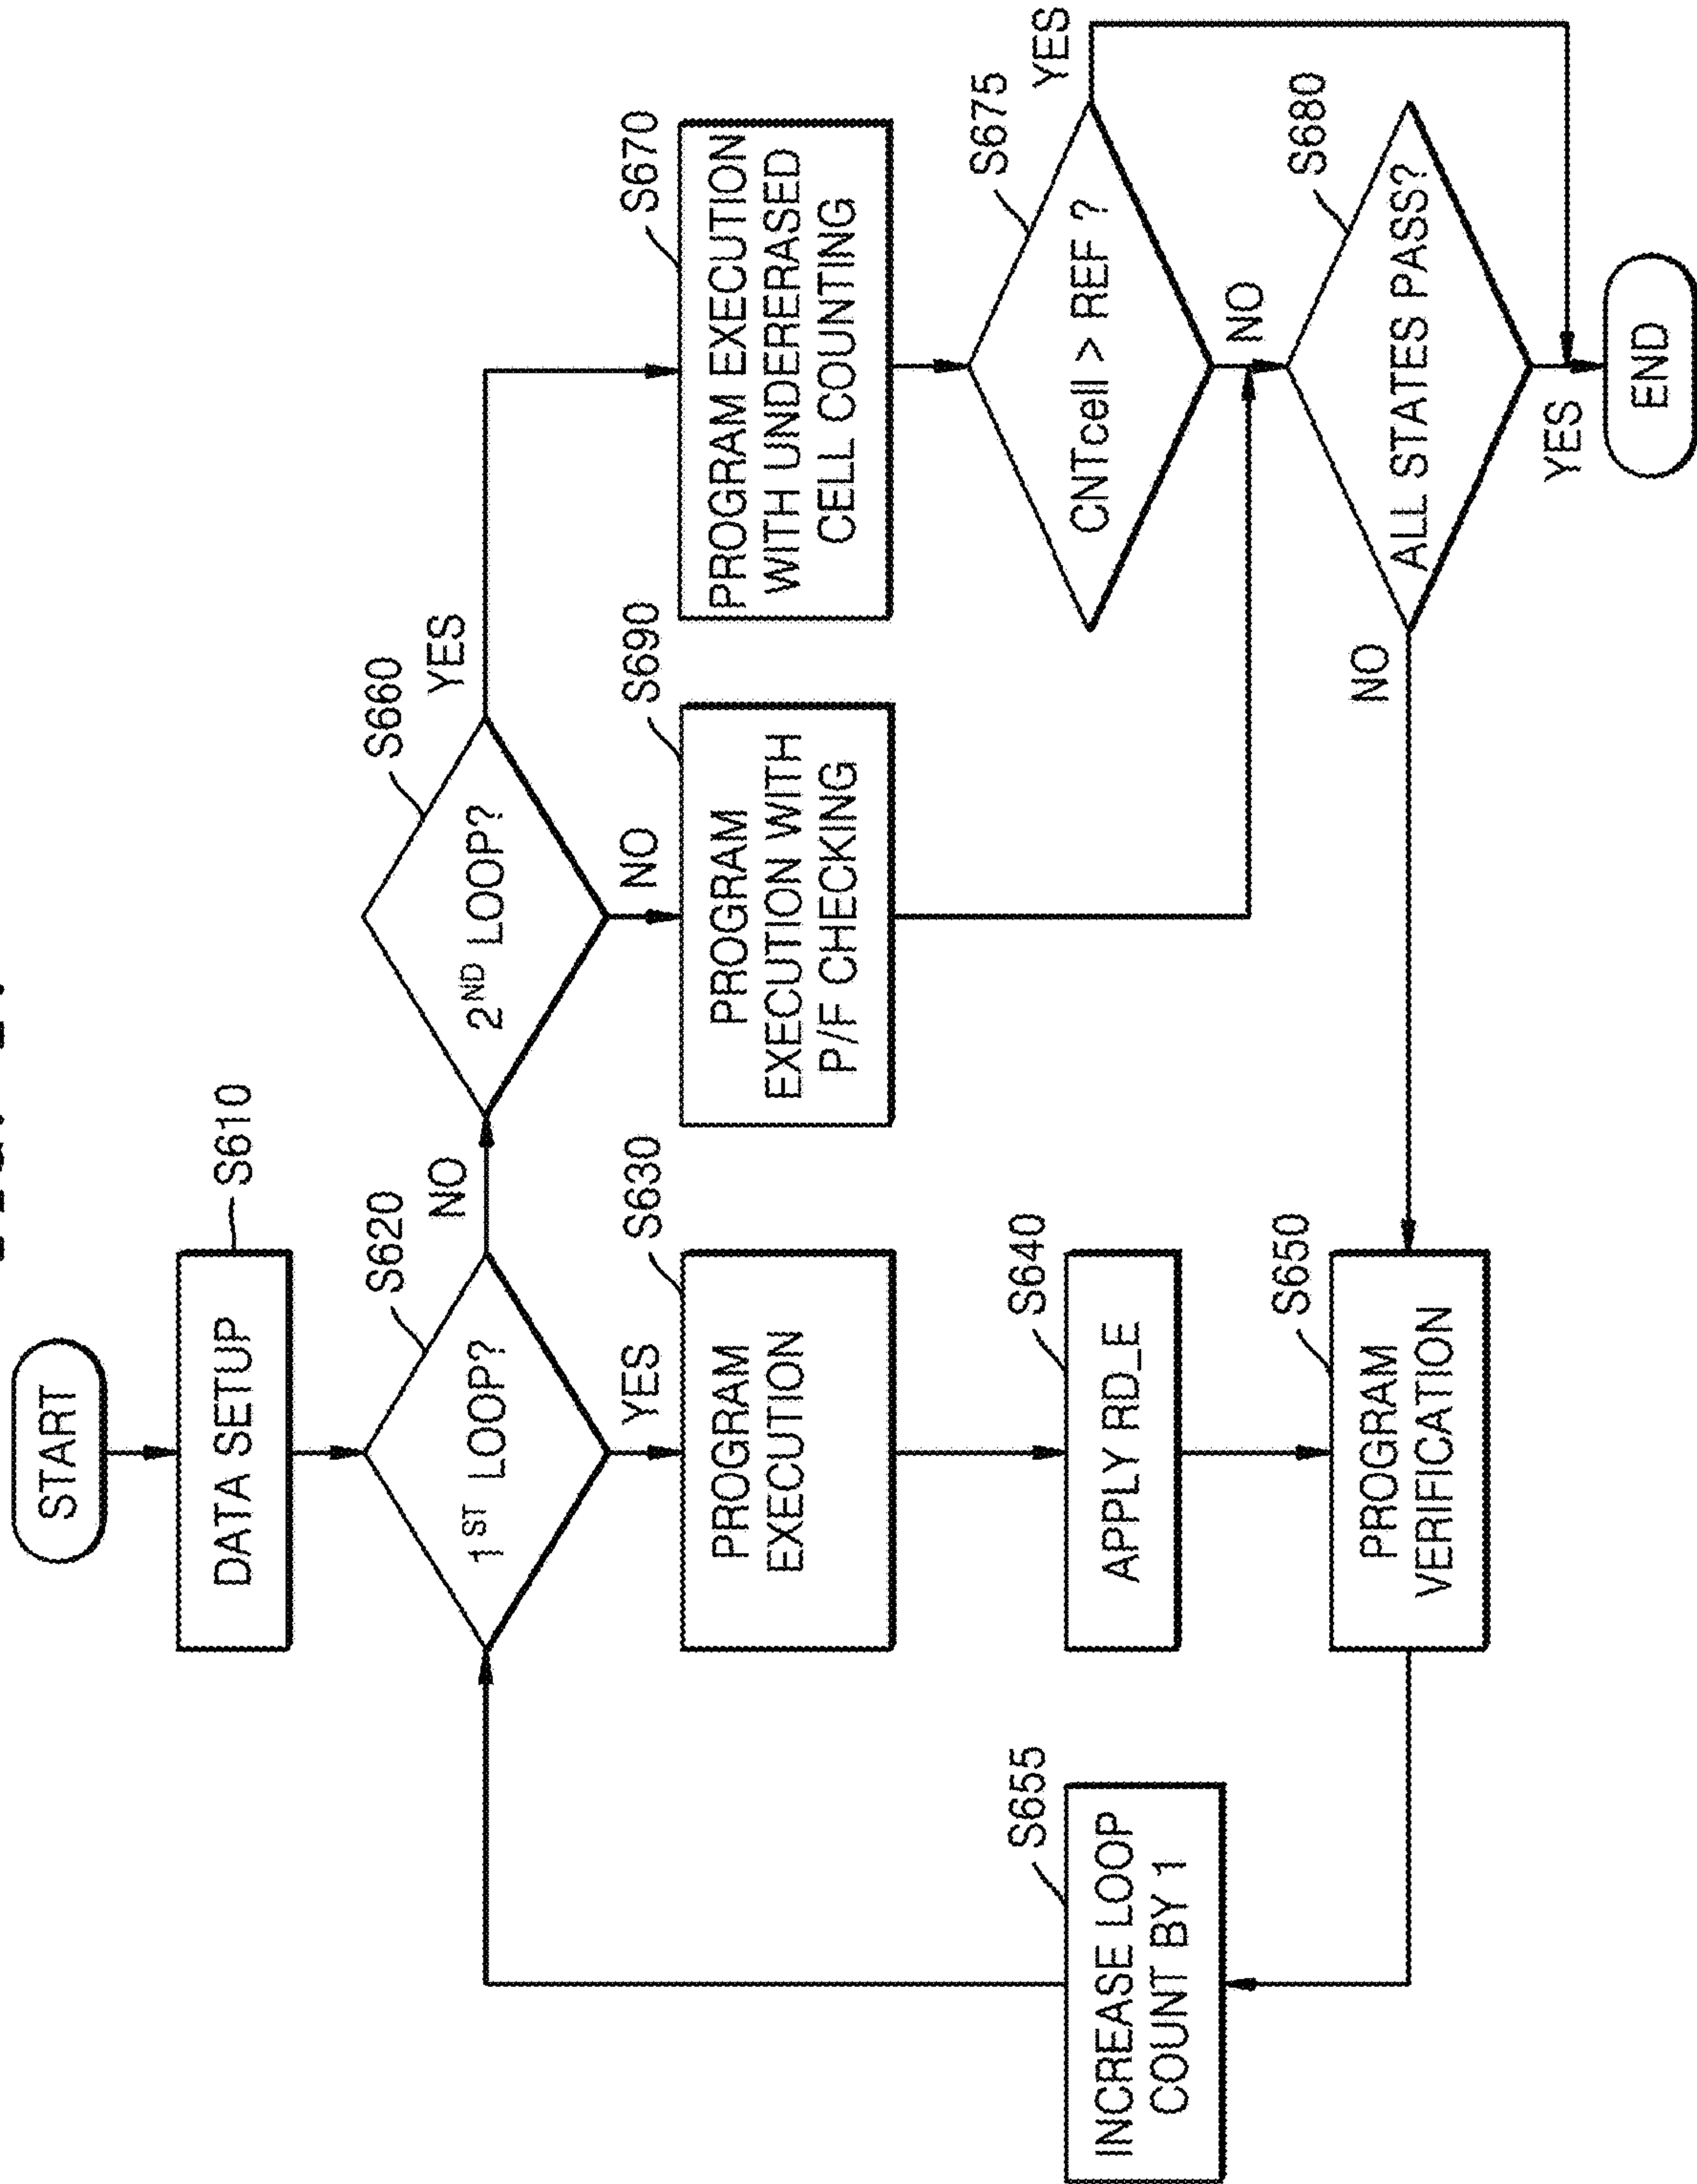 START
DATA SETUP
S610
1ST LOOP?
S620
NO
YES
2ND LOOP?
S660
YES
NO
PROGRAM
EXECUTION
S630
PROGRAM
EXECUTION WITH
P/F CHECKING
S690
PROGRAM EXECUTION
WITH UNDERERASED
CELL COUNTING
S670
APPLY RD_E
S640
INCREASE LOOP
COUNT BY 1
S655
CNTcell > REF ?
S675
YES
NO
PROGRAM
VERIFICATION
S650
ALL STATES PASS?
S680
NO
YES
END